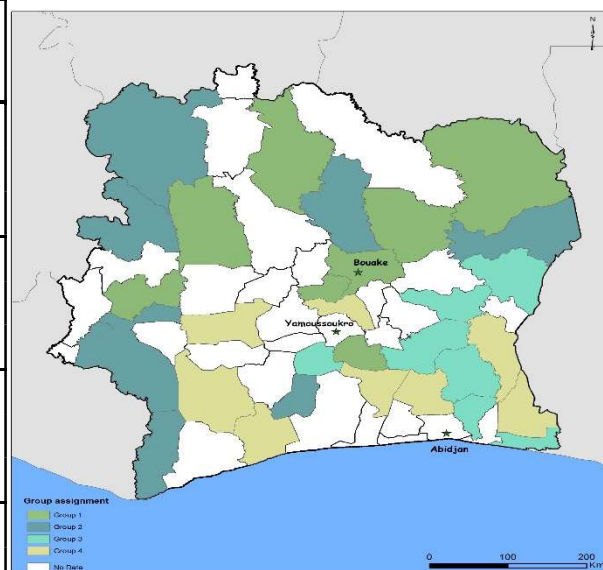 N
Bouake
Yamoussoukro
Abidjan
Group assignment
Group 1
Group 2
Group 3
Group 4
No Data
0 100 200
Km